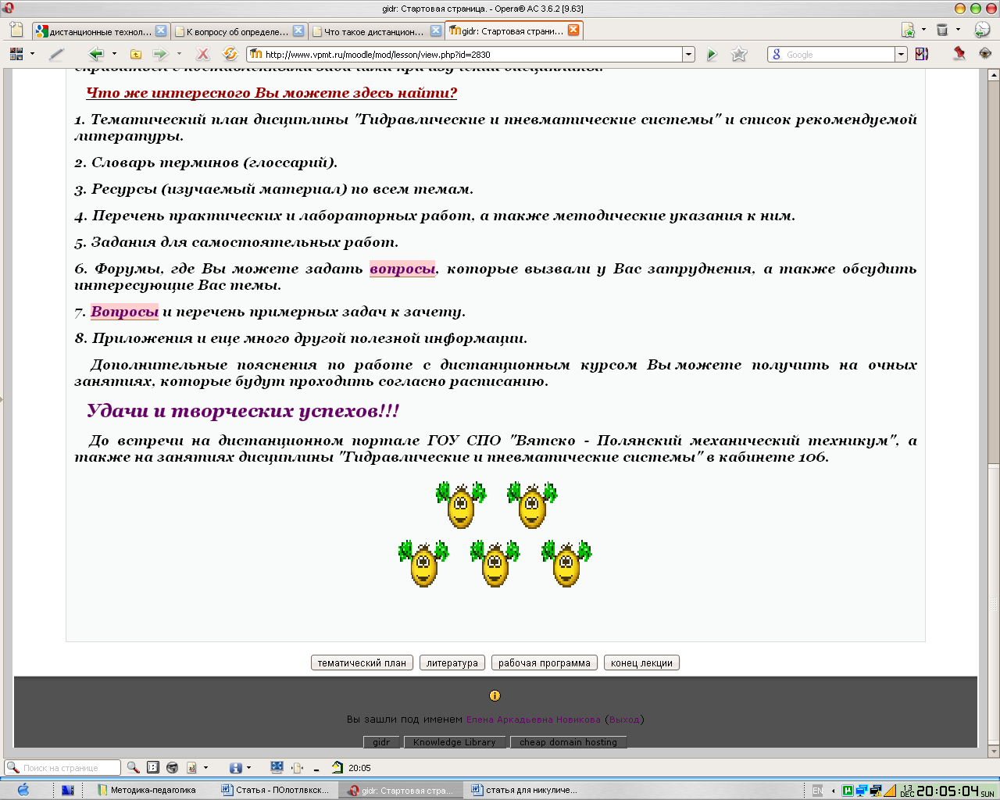 gidr: Стартовая страница. - Opera® AC 3.6.2 [9.63]
дистанционные технол... К вопросу об определе... Что такое дистанцион... gidr: Стартовая страни...
http://www.vpmt.ru/moodle/mod/lesson/view.php?id=2830 Google
справиться с поставленными задачами при изучении дисциплины.
Что же интересного Вы можете здесь найти?
1. Тематический план дисциплины "Гидравлические и пневматические системы" и список рекомендуемой
литературы.
2. Словарь терминов (глоссарий).
3. Ресурсы (изучаемый материал) по всем темам.
4. Перечень практических и лабораторных работ, а также методические указания к ним.
5. Задания для самостоятельных работ.
6. Форумы, где Вы можете задать вопросы, которые вызвали у Вас затруднения, а также обсудить
интересующие Вас темы.
7. Вопросы и перечень примерных задач к зачету.
8. Приложения и еще много другой полезной информации.
Дополнительные пояснения по работе с дистанционным курсом Вы можете получить на очных
занятиях, которые будут проходить согласно расписанию.
Удачи и творческих успехов!!!
До встречи на дистанционном портале ГОУ СПО "Вятско - Полянский механический техникум", а
также на занятиях дисциплины "Гидравлические и пневматические системы" в кабинете 106.
тематический план литература рабочая программа конец лекции
Вы зашли под именем Елена Аркадьевна Новикова (Выход)
gidr Knowledge Library cheap domain hosting
Поиск на странице 20:05
Методика-педагогика Статья - ПОлотлвкск... gidr: Стартовая стра... статья для никуличе... EN 13 DEC 20:05:04 SUN